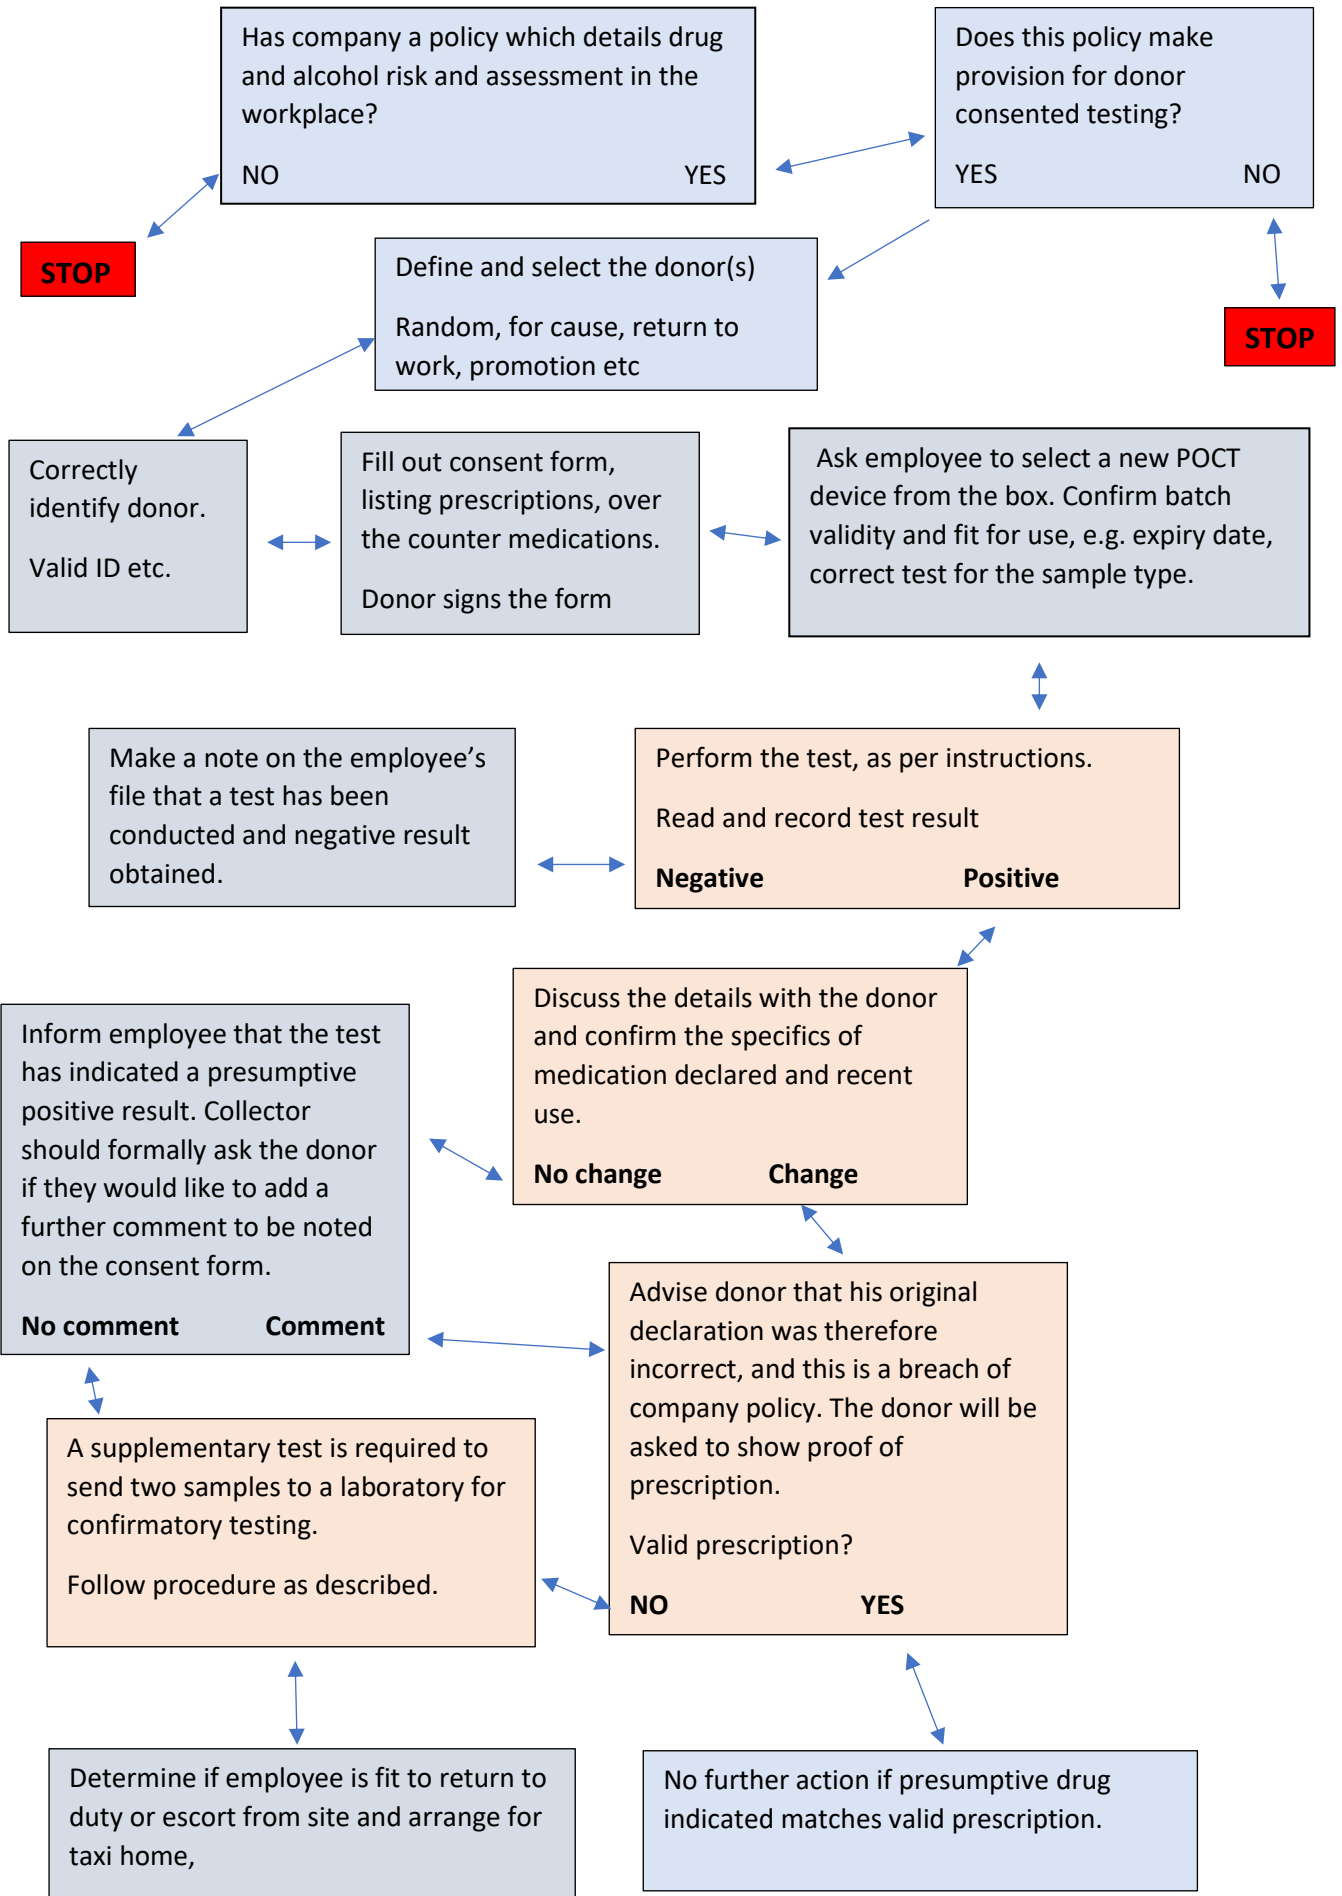 Has company a policy which details drug
and alcohol risk and assessment in the
workplace?
NO YES
Does this policy make
provision for donor
consented testing?
YES NO
STOP
Define and select the donor(s)
Random, for cause, return to
work, promotion etc
STOP
Correctly
identify donor.
Valid ID etc.
Fill out consent form,
listing prescriptions, over
the counter medications.
Donor signs the form
Ask employee to select a new POCT
device from the box. Confirm batch
validity and fit for use, e.g. expiry date,
correct test for the sample type.
Make a note on the employee’s
file that a test has been
conducted and negative result
obtained.
Perform the test, as per instructions.
Read and record test result
Negative Positive
Discuss the details with the donor
and confirm the specifics of
medication declared and recent
use.
No change Change
Inform employee that the test
has indicated a presumptive
positive result. Collector
should formally ask the donor
if they would like to add a
further comment to be noted
on the consent form.
No comment Comment
Advise donor that his original
declaration was therefore
incorrect, and this is a breach of
company policy. The donor will be
asked to show proof of
prescription.
Valid prescription?
NO YES
A supplementary test is required to
send two samples to a laboratory for
confirmatory testing.
Follow procedure as described.
Determine if employee is fit to return to
duty or escort from site and arrange for
taxi home,
No further action if presumptive drug
indicated matches valid prescription.